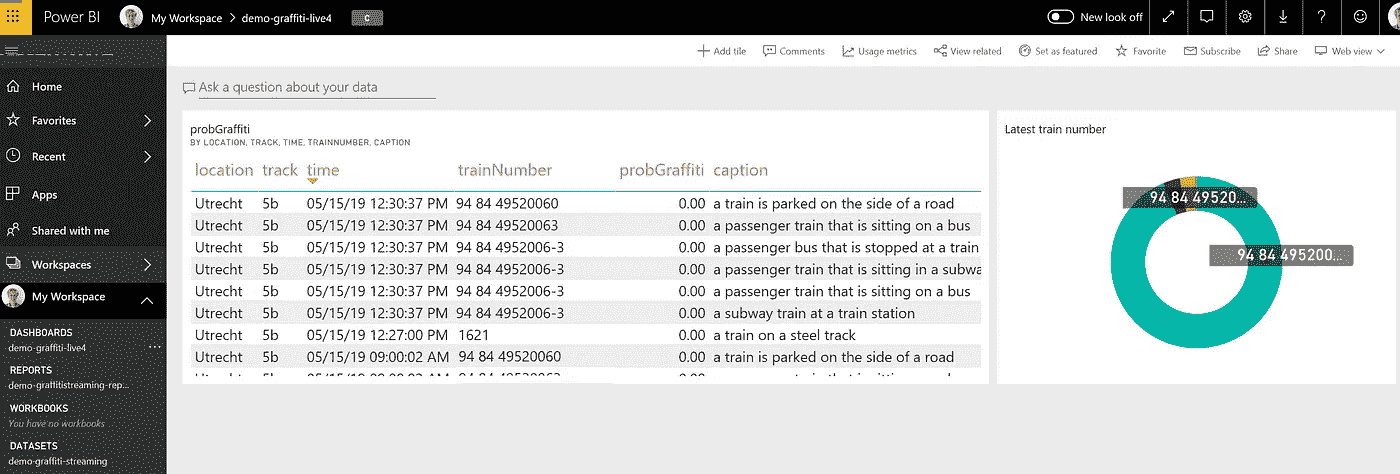 Power BI My Workspace > demo-graffiti-live4 C New look off
Add tile Comments Usage metrics View related Set as featured Favorite Subscribe Share Web view
Home
Favorites
Recent
Apps
Shared with me
Workspaces
My Workspace
DASHBOARDS
demo-graffiti-live4
REPORTS
demo-graffitistreaming-rep...
WORKBOOKS
You have no workbooks
DATASETS
demo-graffiti-streaming
Ask a question about your data
probGraffiti
BY LOCATION, TRACK, TIME, TRAINNUMBER, CAPTION
location track time trainNumber probGraffiti caption
Utrecht 5b 05/15/19 12:30:37 PM 94 84 49520060 0.00 a train is parked on the side of a road
Utrecht 5b 05/15/19 12:30:37 PM 94 84 49520063 0.00 a passenger train that is sitting on a bus
Utrecht 5b 05/15/19 12:30:37 PM 94 84 4952006-3 0.00 a passenger bus that is stopped at a train
Utrecht 5b 05/15/19 12:30:37 PM 94 84 4952006-3 0.00 a passenger train that is sitting in a subwa
Utrecht 5b 05/15/19 12:30:37 PM 94 84 4952006-3 0.00 a passenger train that is sitting on a bus
Utrecht 5b 05/15/19 12:30:37 PM 94 84 4952006-3 0.00 a subway train at a train station
Utrecht 5b 05/15/19 12:27:00 PM 1621 0.00 a train on a steel track
Utrecht 5b 05/15/19 09:00:02 AM 94 84 49520060 0.00 a train is parked on the side of a road
Latest train number
94 84 49520...
94 84 495200...